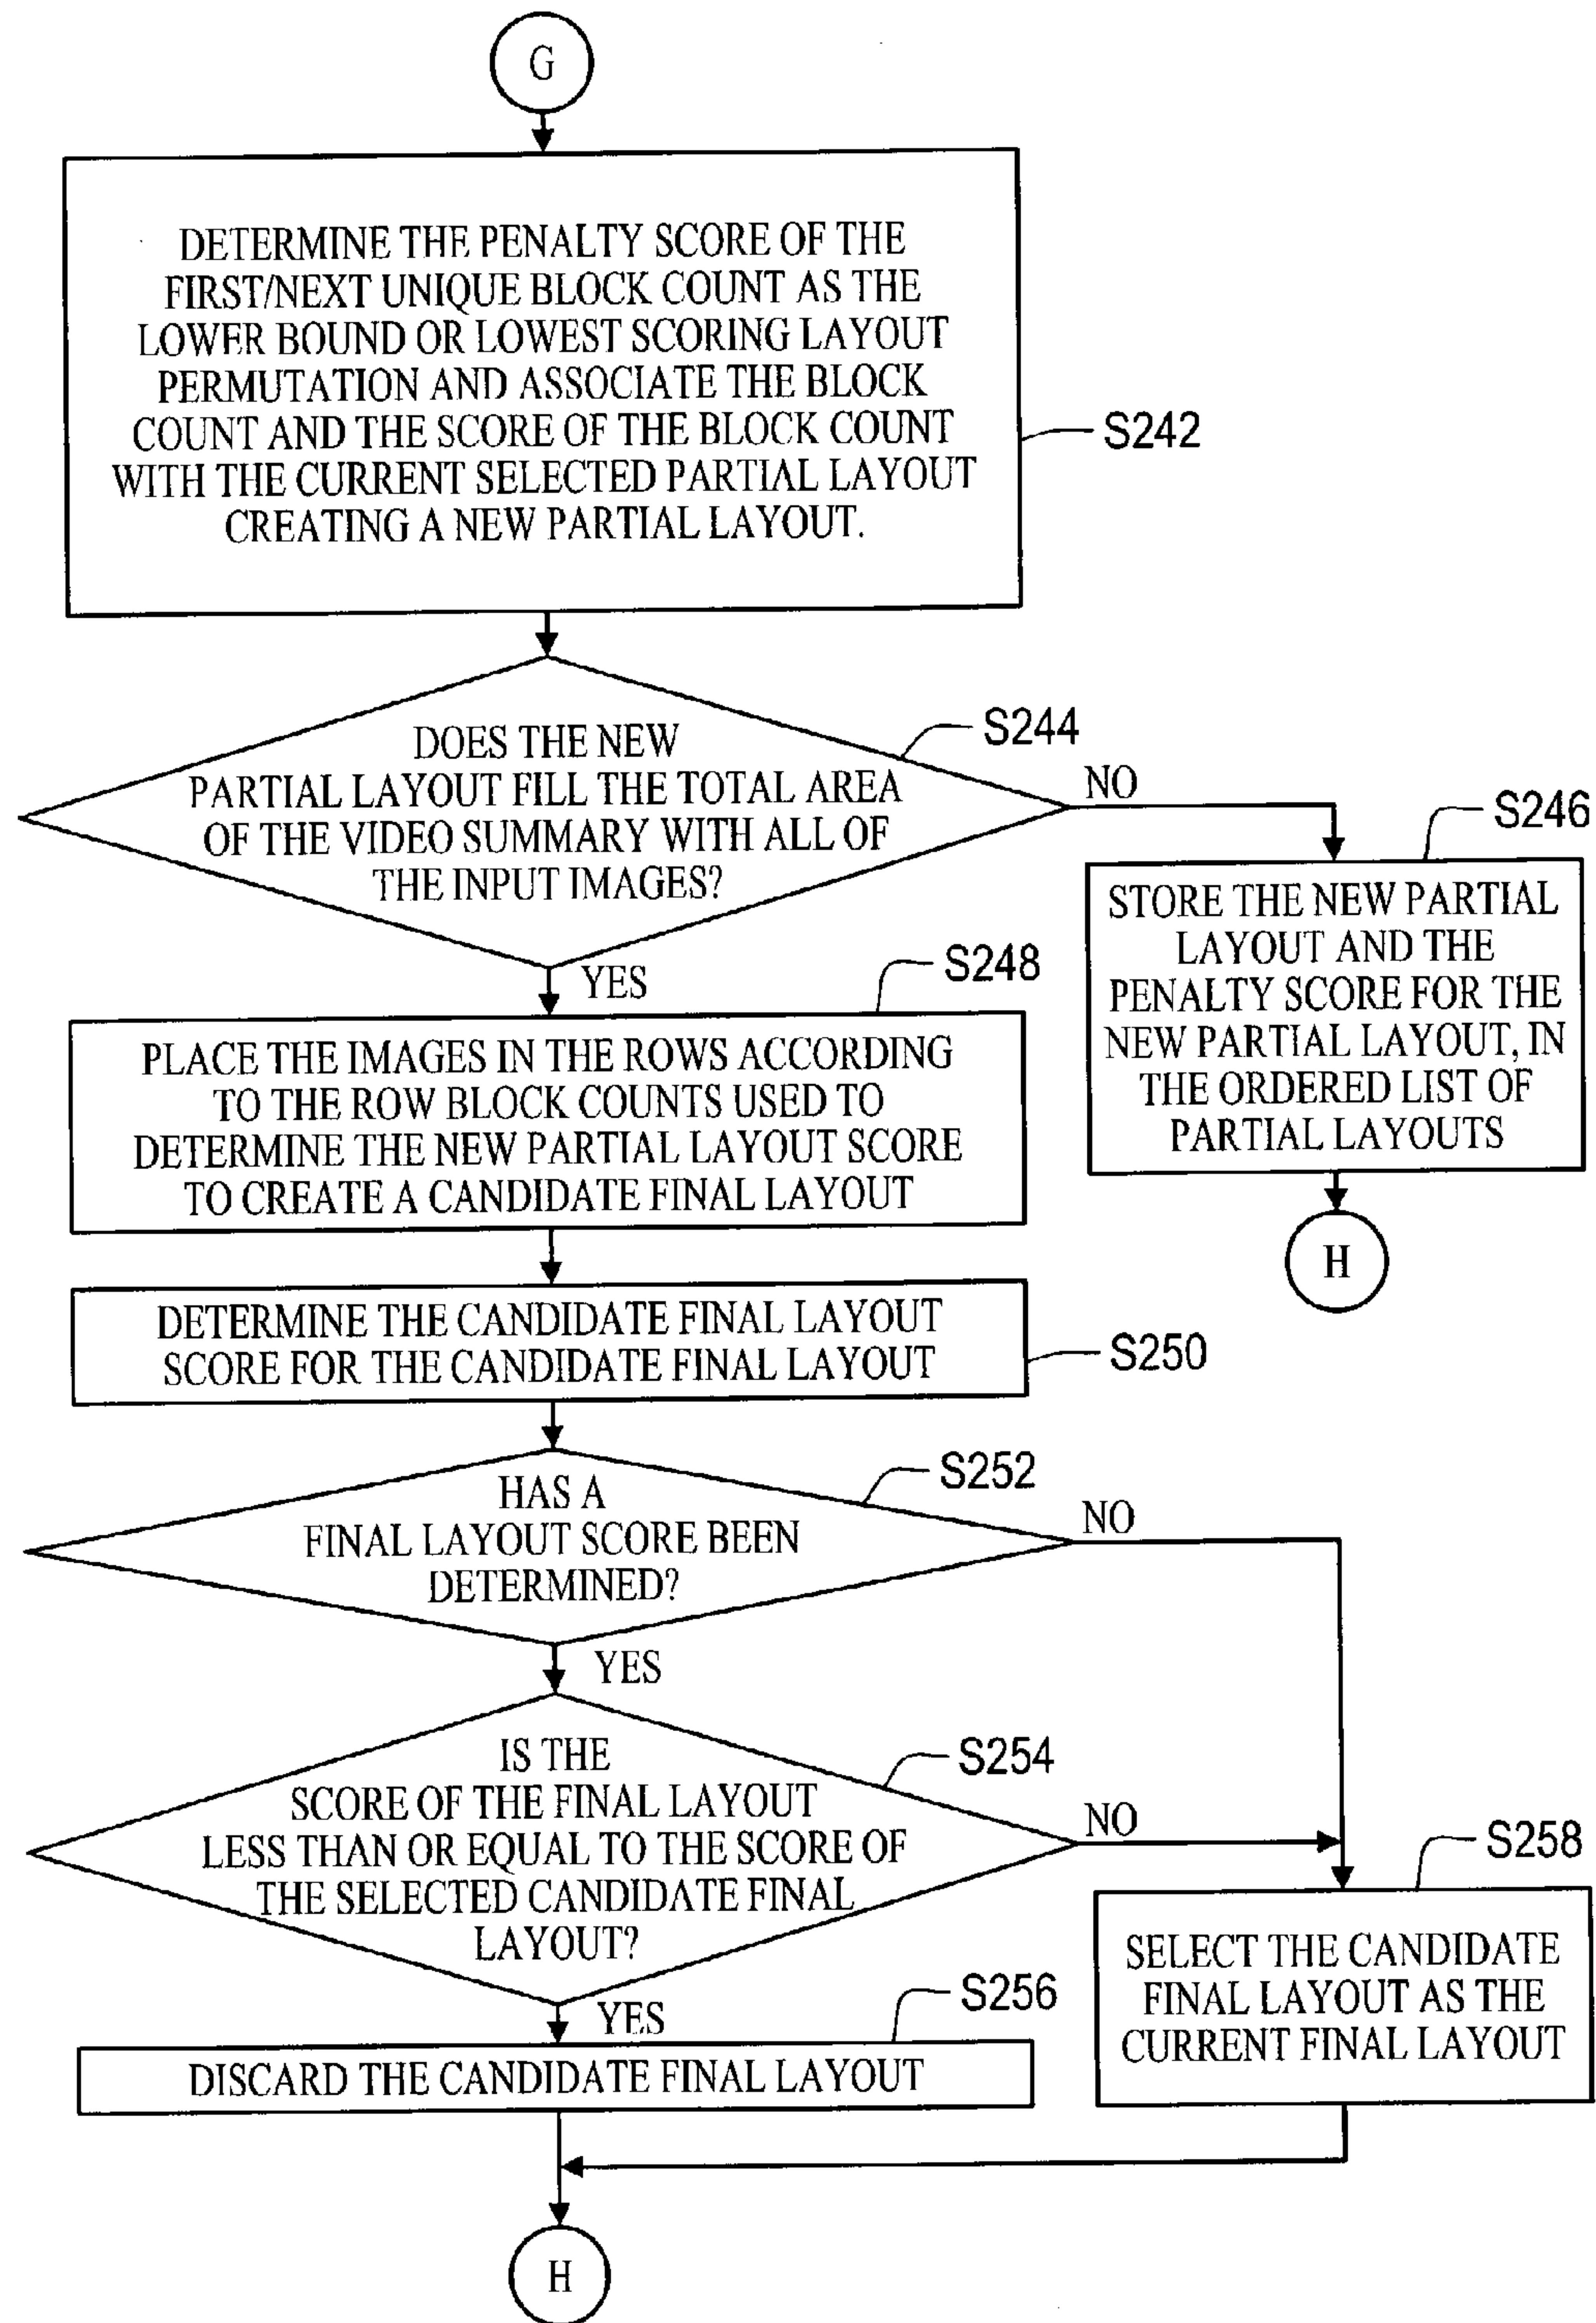 G
DETERMINE THE PENALTY SCORE OF THE
FIRST/NEXT UNIQUE BLOCK COUNT AS THE
LOWER BOUND OR LOWEST SCORING LAYOUT
PERMUTATION AND ASSOCIATE THE BLOCK
COUNT AND THE SCORE OF THE BLOCK COUNT
WITH THE CURRENT SELECTED PARTIAL LAYOUT
CREATING A NEW PARTIAL LAYOUT.
S242
DOES THE NEW
PARTIAL LAYOUT FILL THE TOTAL AREA
OF THE VIDEO SUMMARY WITH ALL OF
THE INPUT IMAGES?
S244
NO
YES
S246
STORE THE NEW PARTIAL
LAYOUT AND THE
PENALTY SCORE FOR THE
NEW PARTIAL LAYOUT, IN
THE ORDERED LIST OF
PARTIAL LAYOUTS
H
S248
PLACE THE IMAGES IN THE ROWS ACCORDING
TO THE ROW BLOCK COUNTS USED TO
DETERMINE THE NEW PARTIAL LAYOUT SCORE
TO CREATE A CANDIDATE FINAL LAYOUT
DETERMINE THE CANDIDATE FINAL LAYOUT
SCORE FOR THE CANDIDATE FINAL LAYOUT
S250
HAS A
FINAL LAYOUT SCORE BEEN
DETERMINED?
S252
NO
YES
IS THE
SCORE OF THE FINAL LAYOUT
LESS THAN OR EQUAL TO THE SCORE OF
THE SELECTED CANDIDATE FINAL
LAYOUT?
S254
NO
YES
S258
SELECT THE CANDIDATE
FINAL LAYOUT AS THE
CURRENT FINAL LAYOUT
S256
DISCARD THE CANDIDATE FINAL LAYOUT
H